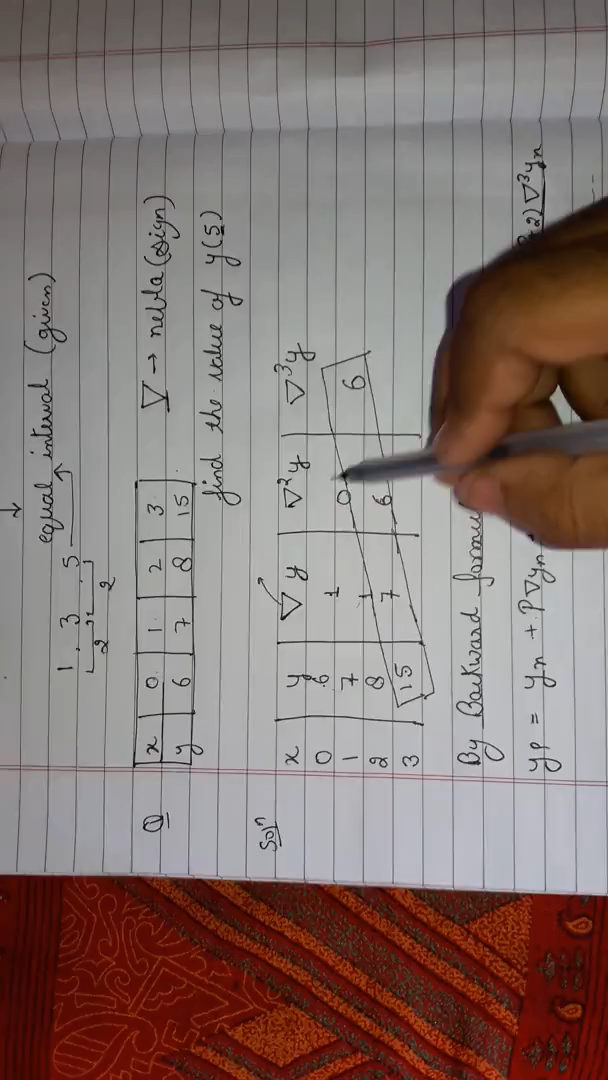 ↓
equal interval (given)
1, 3, 5
2 2
Q
x 0 1 2 3
y 6 7 8 15
∇ → nebla (sign)
find the value of y(5)
Solⁿ
x y ∇y ∇²y ∇³y
0 6
1
1 7 0
1 6
2 8 6
7
3 15
By Backward
yp = yn + P∇yn +2)∇³yn